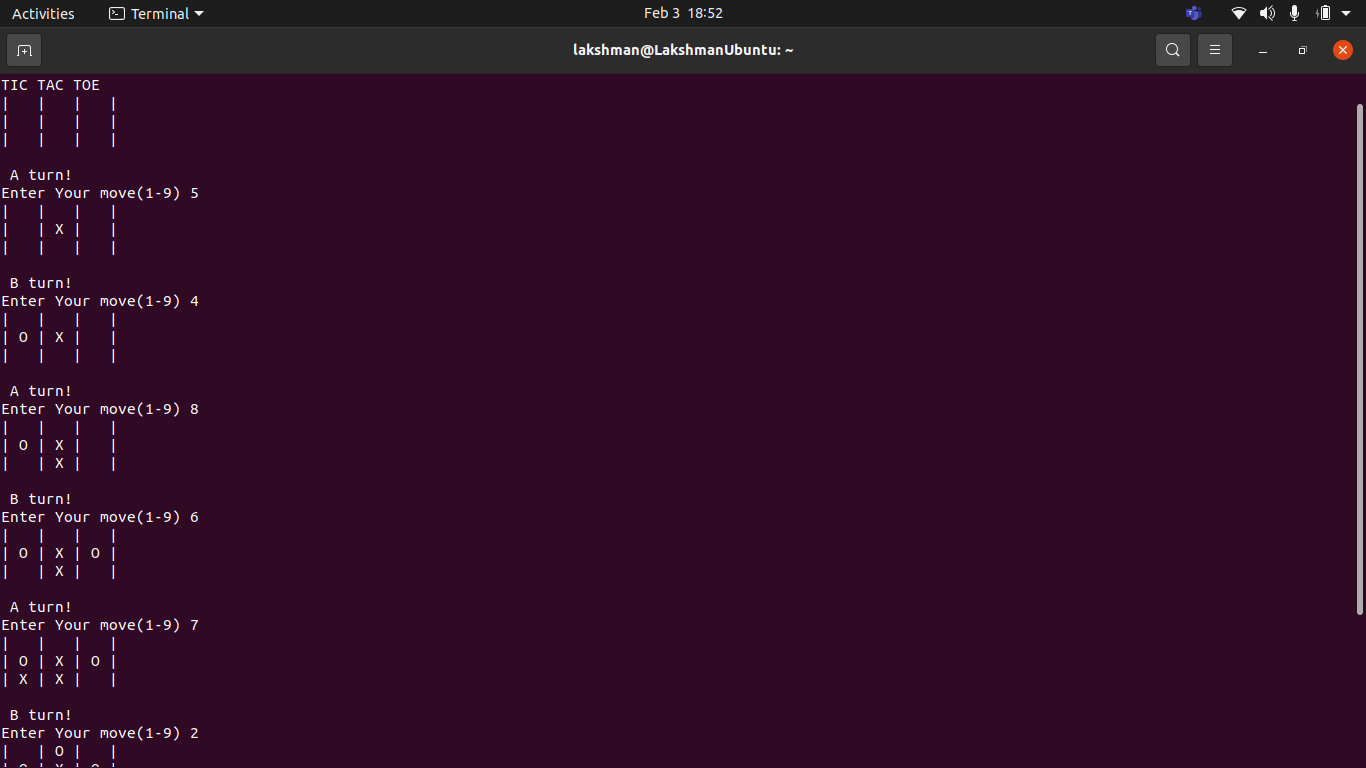 Activities Terminal Feb 3 18:52
lakshman@LakshmanUbuntu: ~
TIC TAC TOE
|   |   |   |
|   |   |   |
|   |   |   |
 A turn!
Enter Your move(1-9) 5
|   |   |   |
|   | X |   |
|   |   |   |
 B turn!
Enter Your move(1-9) 4
|   |   |   |
| O | X |   |
|   |   |   |
 A turn!
Enter Your move(1-9) 8
|   |   |   |
| O | X |   |
|   | X |   |
 B turn!
Enter Your move(1-9) 6
|   |   |   |
| O | X | O |
|   | X |   |
 A turn!
Enter Your move(1-9) 7
|   |   |   |
| O | X | O |
| X | X |   |
 B turn!
Enter Your move(1-9) 2
|   | O |   |
| O | X | O |